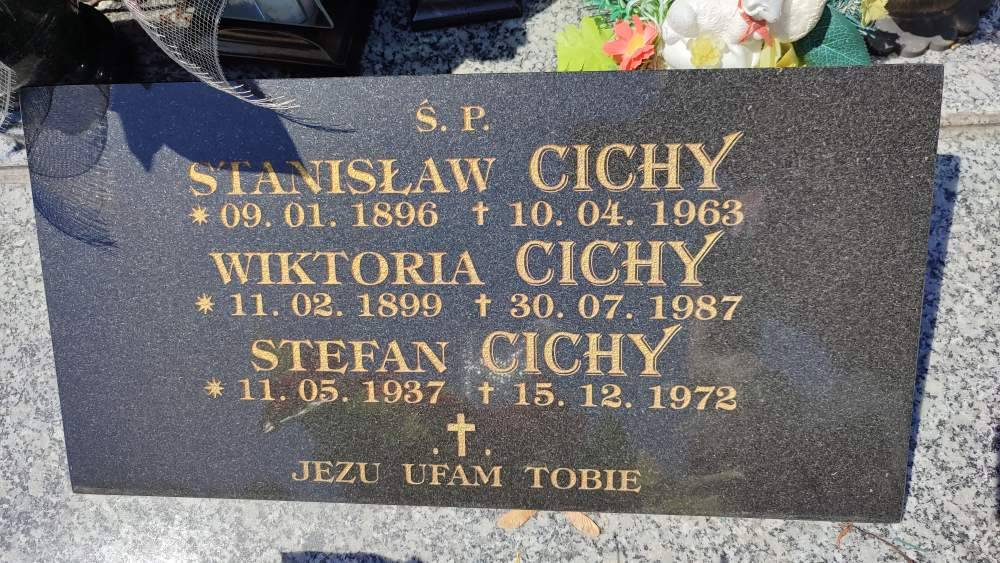 Ś. P.
STANISŁAW CICHY
* 09. 01. 1896 † 10. 04. 1963
WIKTORIA CICHY
* 11. 02. 1899 † 30. 07. 1987
STEFAN CICHY
* 11. 05. 1937 † 15. 12. 1972
. † .
JEZU UFAM TOBIE